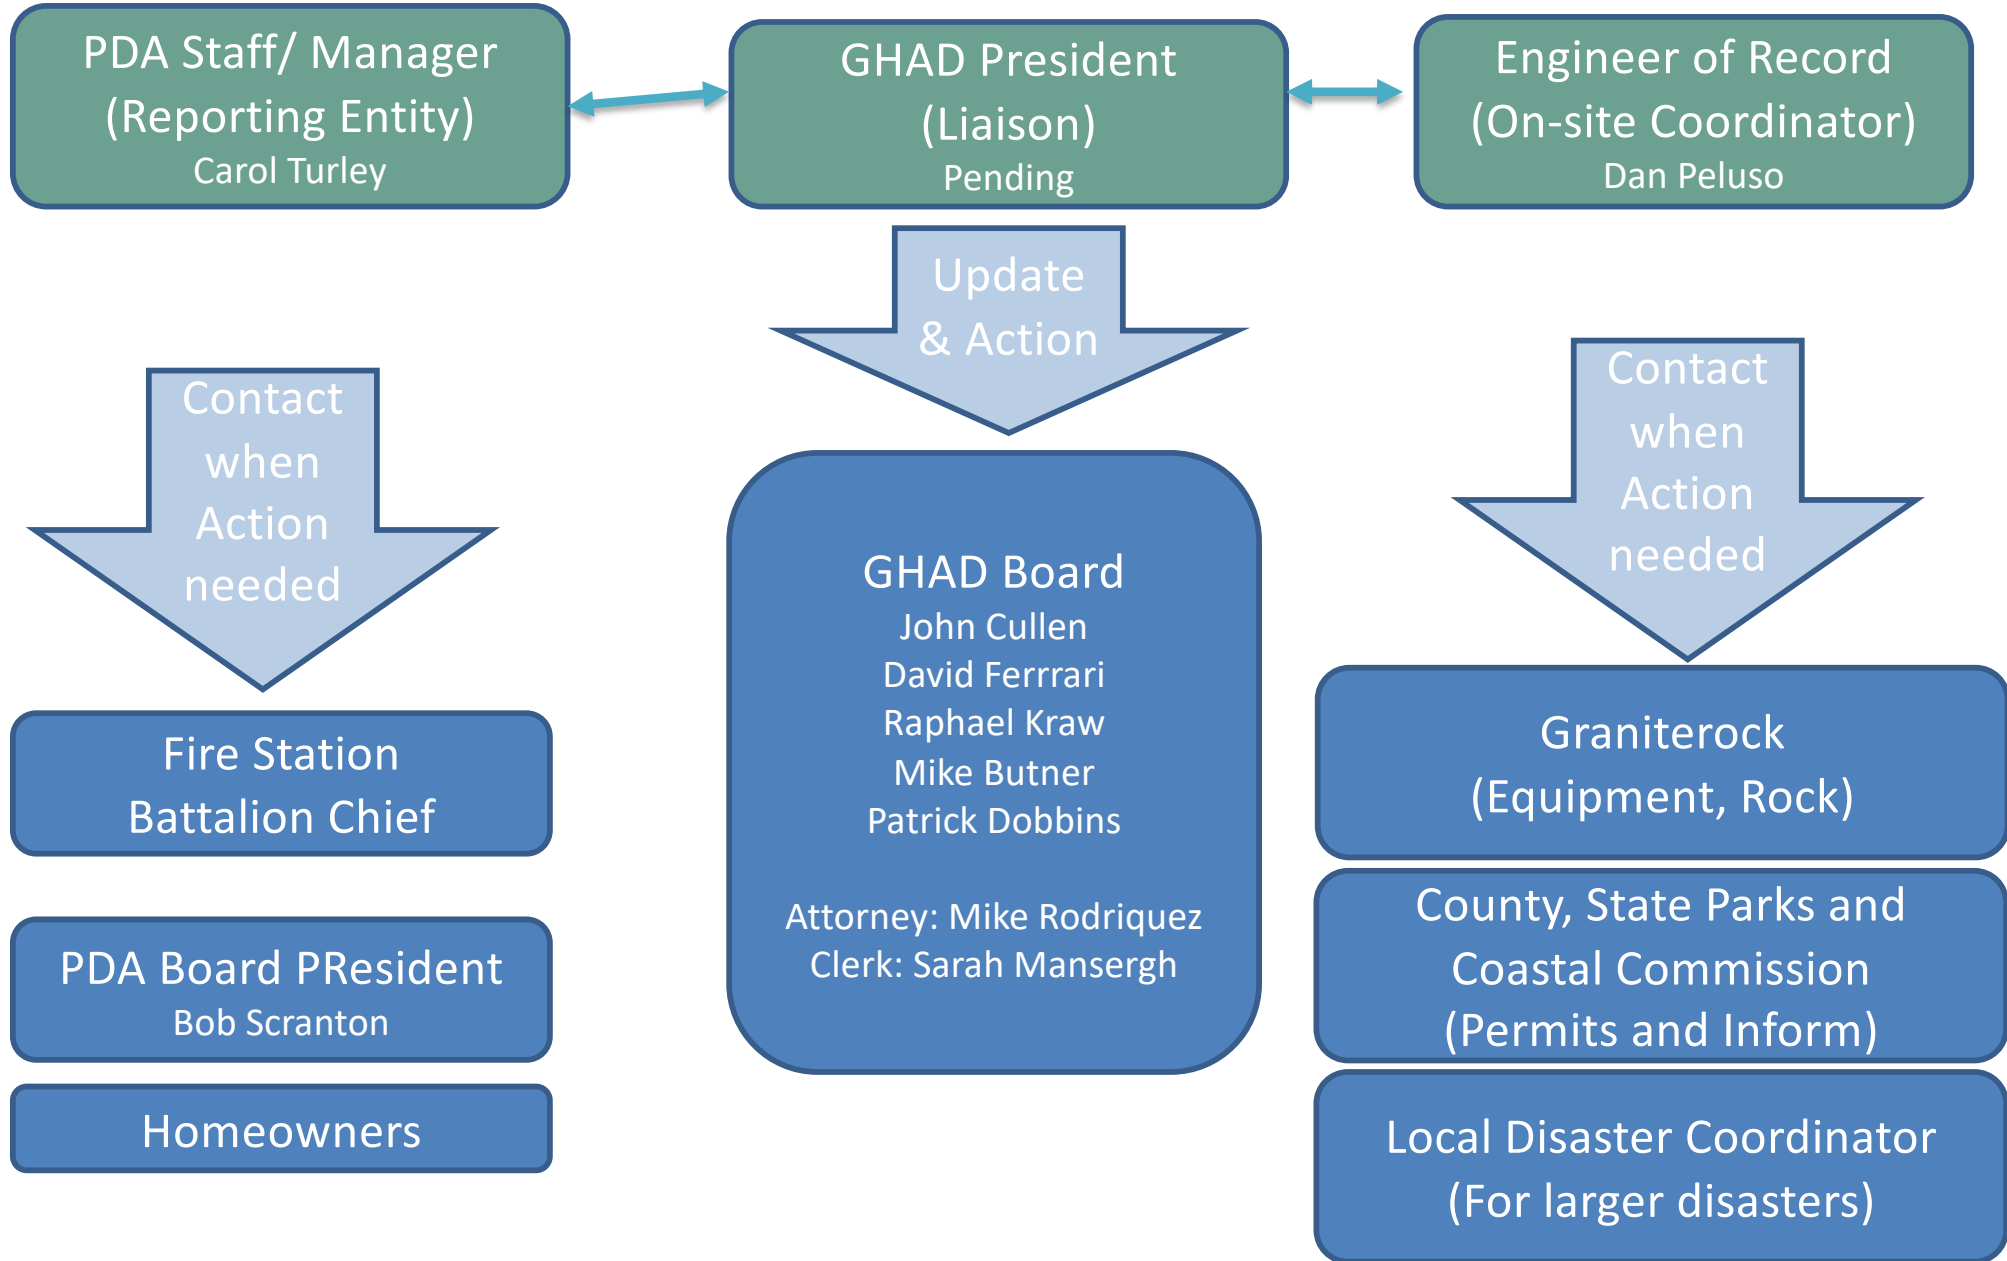 PDA Staff/ Manager
(Reporting Entity)
Carol Turley
GHAD President
(Liaison)
Pending
Engineer of Record
(On-site Coordinator)
Dan Peluso
Contact
when
Action
needed
Update
& Action
Contact
when
Action
needed
Fire Station
Battalion Chief
PDA Board PResident
Bob Scranton
Homeowners
GHAD Board
John Cullen
David Ferrrari
Raphael Kraw
Mike Butner
Patrick Dobbins
Attorney: Mike Rodriquez
Clerk: Sarah Mansergh
Graniterock
(Equipment, Rock)
County, State Parks and
Coastal Commission
(Permits and Inform)
Local Disaster Coordinator
(For larger disasters)